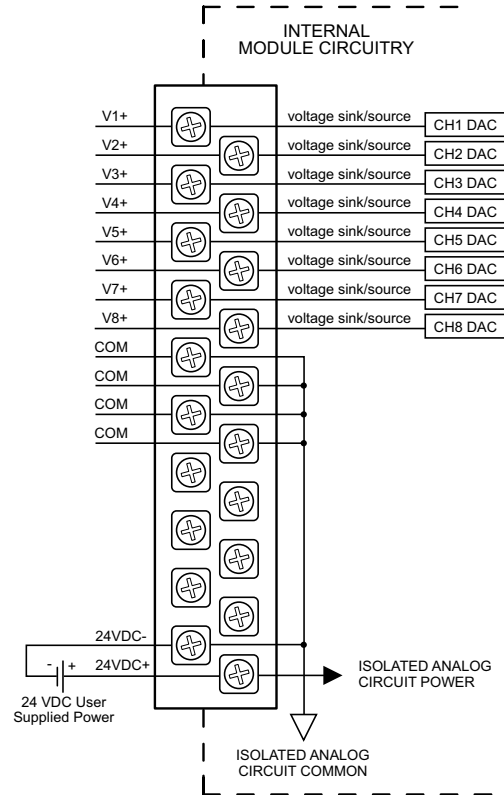 INTERNAL
MODULE CIRCUITRY
V1+ voltage sink/source CH1 DAC
V2+ voltage sink/source CH2 DAC
V3+ voltage sink/source CH3 DAC
V4+ voltage sink/source CH4 DAC
V5+ voltage sink/source CH5 DAC
V6+ voltage sink/source CH6 DAC
V7+ voltage sink/source CH7 DAC
V8+ voltage sink/source CH8 DAC
COM
COM
COM
COM
24VDC-
- + 24VDC+
24 VDC User
Supplied Power
ISOLATED ANALOG
CIRCUIT POWER
ISOLATED ANALOG
CIRCUIT COMMON